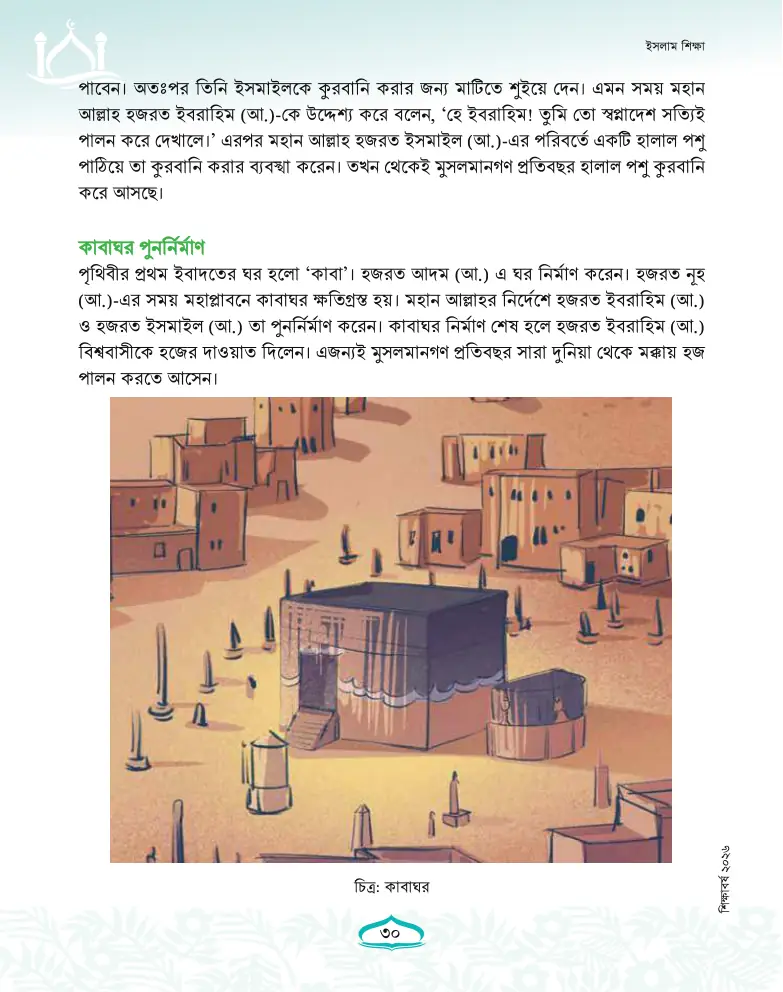 ইসলাম শিক্ষা
পাবেন। অতঃপর তিনি ইসমাইলকে কুরবানি করার জন্য মাটিতে শুইয়ে দেন। এমন সময় মহান
আল্লাহ হজরত ইবরাহিম (আ.)-কে উদ্দেশ্য করে বলেন, ‘হে ইবরাহিম! তুমি তো স্বপ্নাদেশ সত্যিই
পালন করে দেখালে।’ এরপর মহান আল্লাহ হজরত ইসমাইল (আ.)-এর পরিবর্তে একটি হালাল পশু
পাঠিয়ে তা কুরবানি করার ব্যবস্থা করেন। তখন থেকেই মুসলমানগণ প্রতিবছর হালাল পশু কুরবানি
করে আসছে।
কাবাঘর পুনর্নির্মাণ
পৃথিবীর প্রথম ইবাদতের ঘর হলো ‘কাবা’। হজরত আদম (আ.) এ ঘর নির্মাণ করেন। হজরত নূহ
(আ.)-এর সময় মহাপ্লাবনে কাবাঘর ক্ষতিগ্রস্ত হয়। মহান আল্লাহর নির্দেশে হজরত ইবরাহিম (আ.)
ও হজরত ইসমাইল (আ.) তা পুনর্নির্মাণ করেন। কাবাঘর নির্মাণ শেষ হলে হজরত ইবরাহিম (আ.)
বিশ্ববাসীকে হজের দাওয়াত দিলেন। এজন্যই মুসলমানগণ প্রতিবছর সারা দুনিয়া থেকে মক্কায় হজ
পালন করতে আসেন।
চিত্র: কাবাঘর
শিক্ষাবর্ষ ২০২৬
৩০